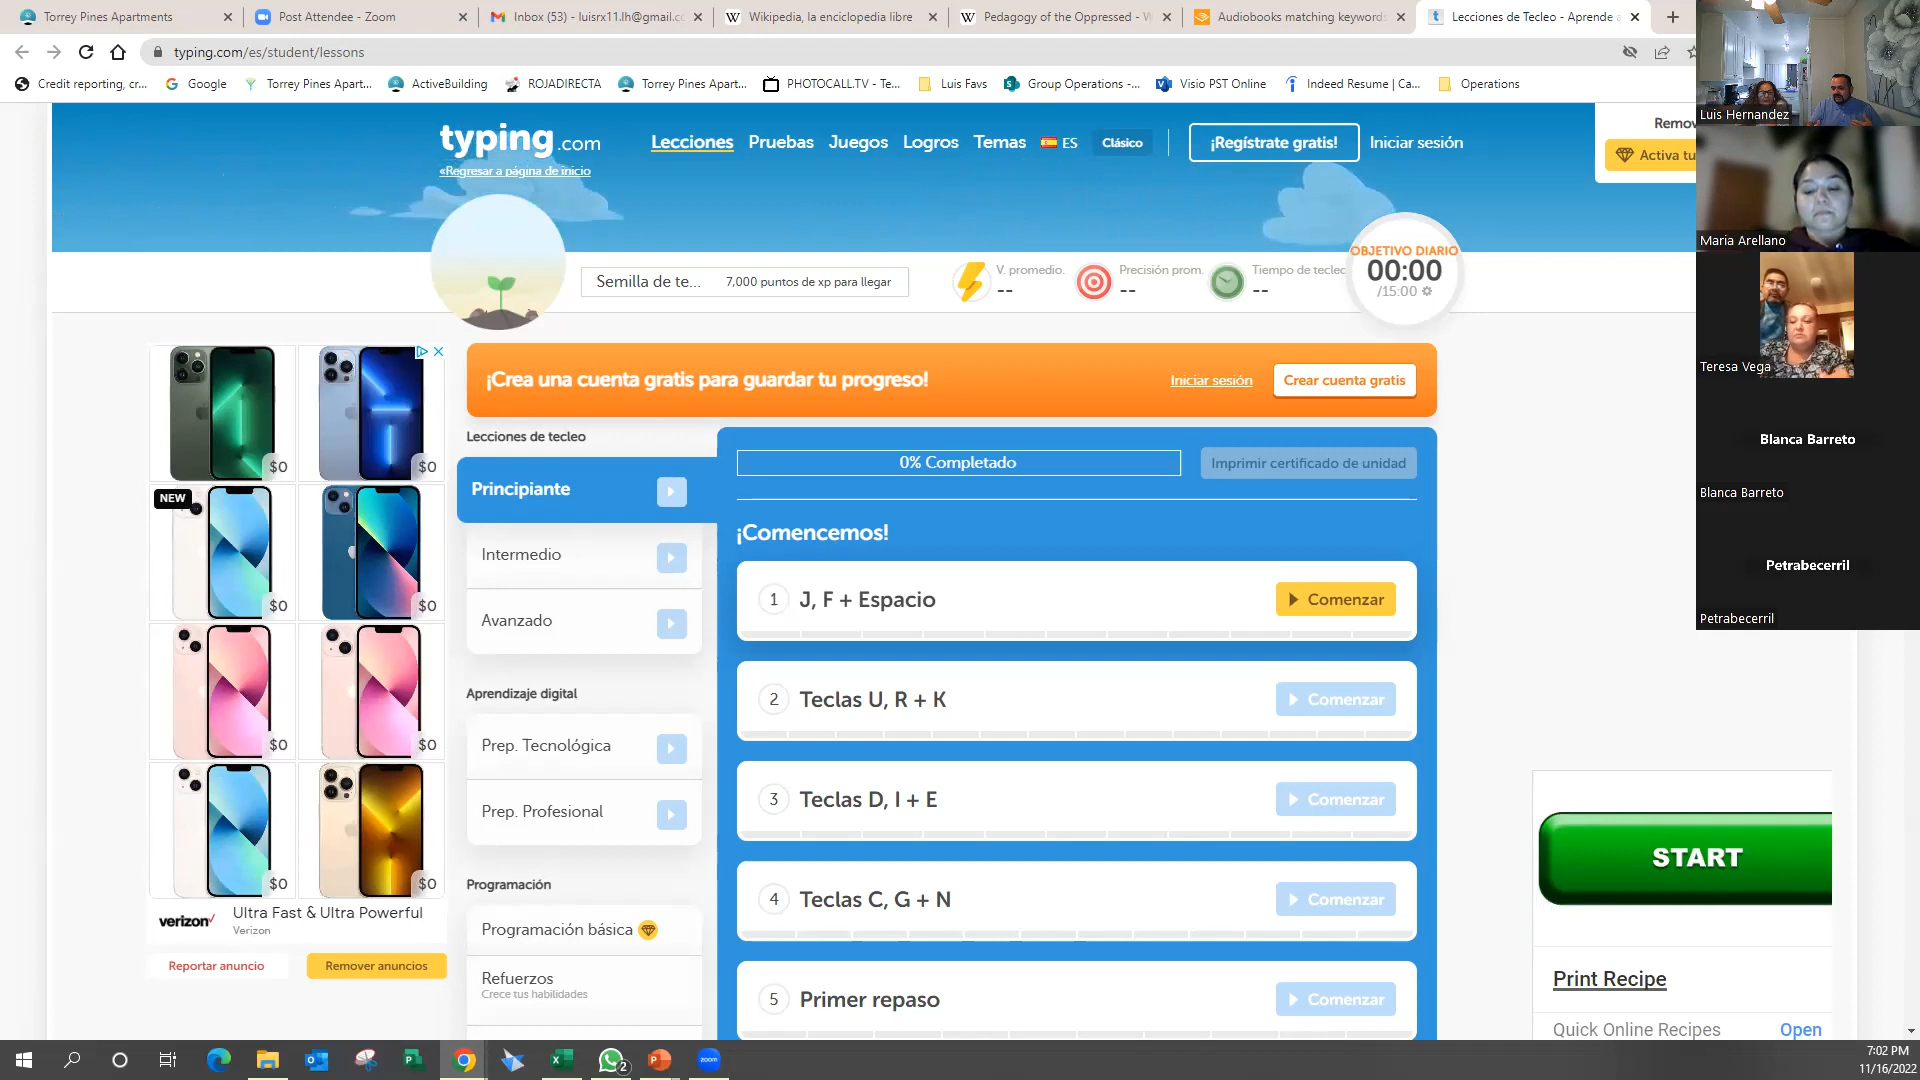 Torrey Pines Apartments
Post Attendee - Zoom
Inbox (53) - luisrx11.lh@gmail.c
Wikipedia, la enciclopedia libre
Pedagogy of the Oppressed - W
Audiobooks matching keyword
Lecciones de Tecleo - Aprende a
typing.com/es/student/lessons
Credit reporting, cr...
Google
Torrey Pines Apart...
ActiveBuilding
ROJADIRECTA
Torrey Pines Apart...
PHOTOCALL.TV - Te...
Luis Favs
Group Operations -...
Visio PST Online
Indeed Resume | Ca...
Operations
typing.com
«Regresar a página de inicio
Lecciones
Pruebas
Juegos
Logros
Temas
ES
Clásico
¡Regístrate gratis!
Iniciar sesión
Remov
Activa tu
Semilla de te...
7,000 puntos de xp para llegar
V. promedio.
--
Precisión prom.
--
Tiempo de teclec
--
OBJETIVO DIARIO
00:00
/15:00
¡Crea una cuenta gratis para guardar tu progreso!
Iniciar sesión
Crear cuenta gratis
Lecciones de tecleo
Principiante
Intermedio
Avanzado
Aprendizaje digital
Prep. Tecnológica
Prep. Profesional
Programación
Programación básica
Refuerzos
Crece tus habilidades
0% Completado
Imprimir certificado de unidad
¡Comencemos!
1 J, F + Espacio Comenzar
2 Teclas U, R + K Comenzar
3 Teclas D, I + E Comenzar
4 Teclas C, G + N Comenzar
5 Primer repaso Comenzar
$0
$0
NEW
$0
$0
$0
$0
$0
$0
verizon
Ultra Fast & Ultra Powerful
Verizon
Reportar anuncio
Remover anuncios
START
Print Recipe
Quick Online Recipes
Open
Luis Hernandez
Maria Arellano
Teresa Vega
Blanca Barreto
Blanca Barreto
Petrabecerril
Petrabecerril
2
zoom
7:02 PM
11/16/2022